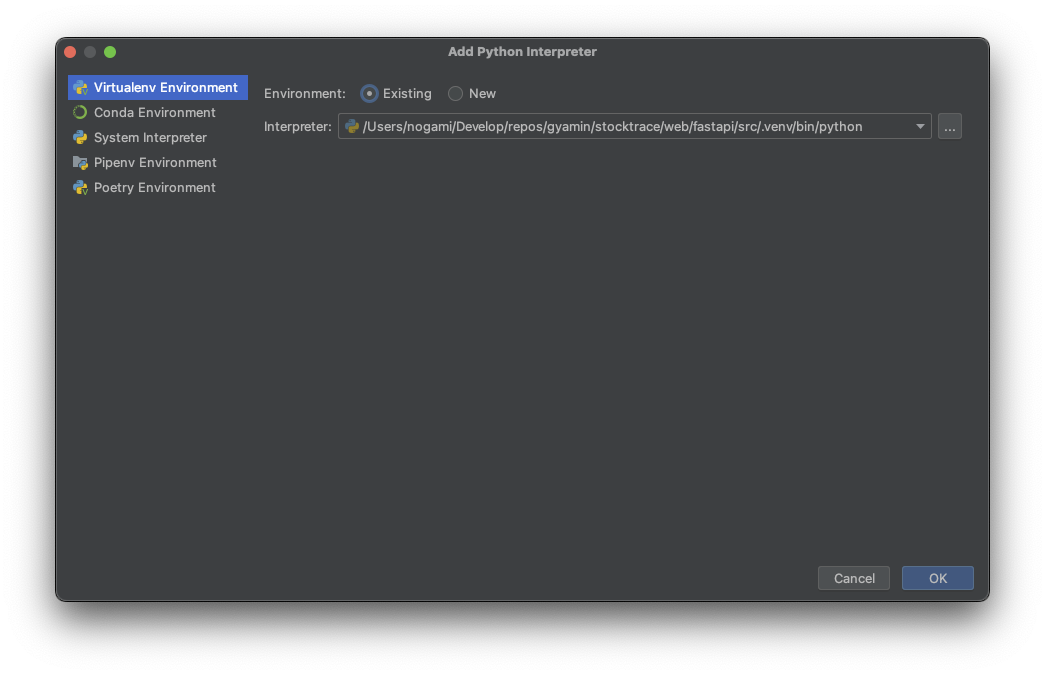 Add Python Interpreter
Virtualenv Environment
Conda Environment
System Interpreter
Pipenv Environment
Poetry Environment
Environment: Existing New
Interpreter: /Users/nogami/Develop/repos/gyamin/stocktrace/web/fastapi/src/.venv/bin/python ...
Cancel OK